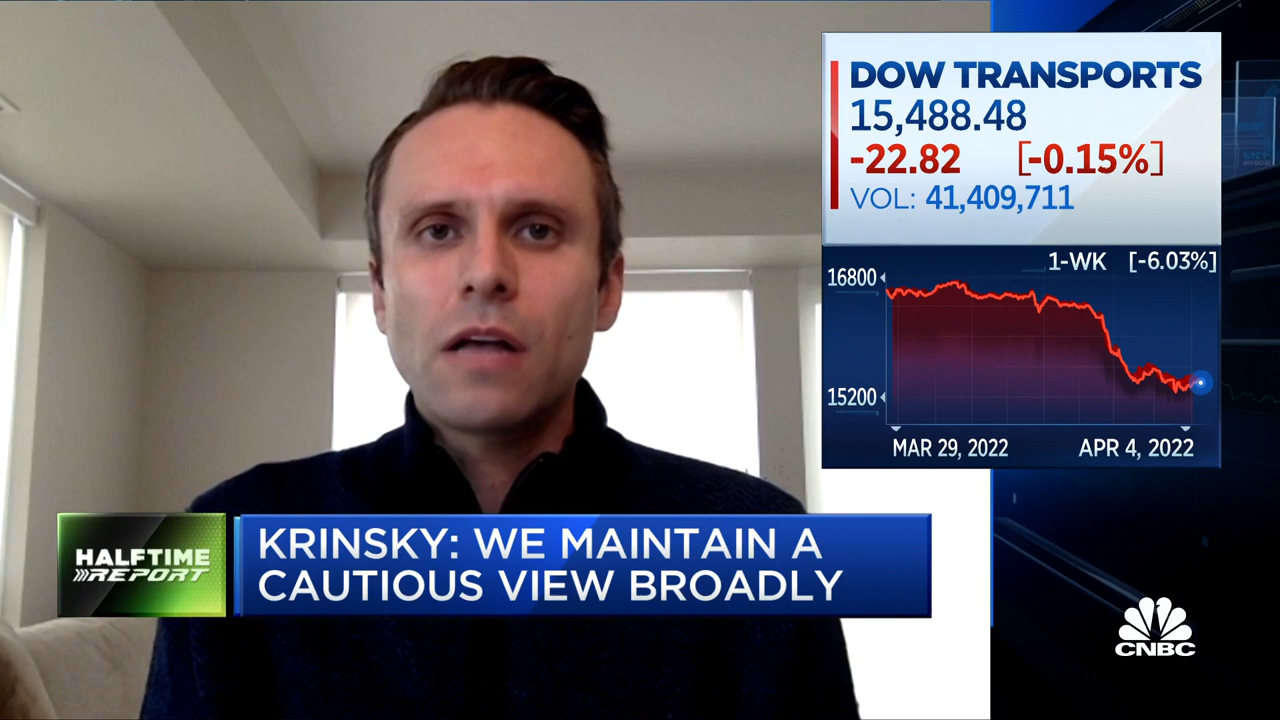 DOW TRANSPORTS
15,488.48
-22.82 [-0.15%]
VOL: 41,409,711
1-WK [-6.03%]
16800
15200
MAR 29, 2022 APR 4, 2022
HALFTIME
REPORT
KRINSKY: WE MAINTAIN A
CAUTIOUS VIEW BROADLY
CNBC